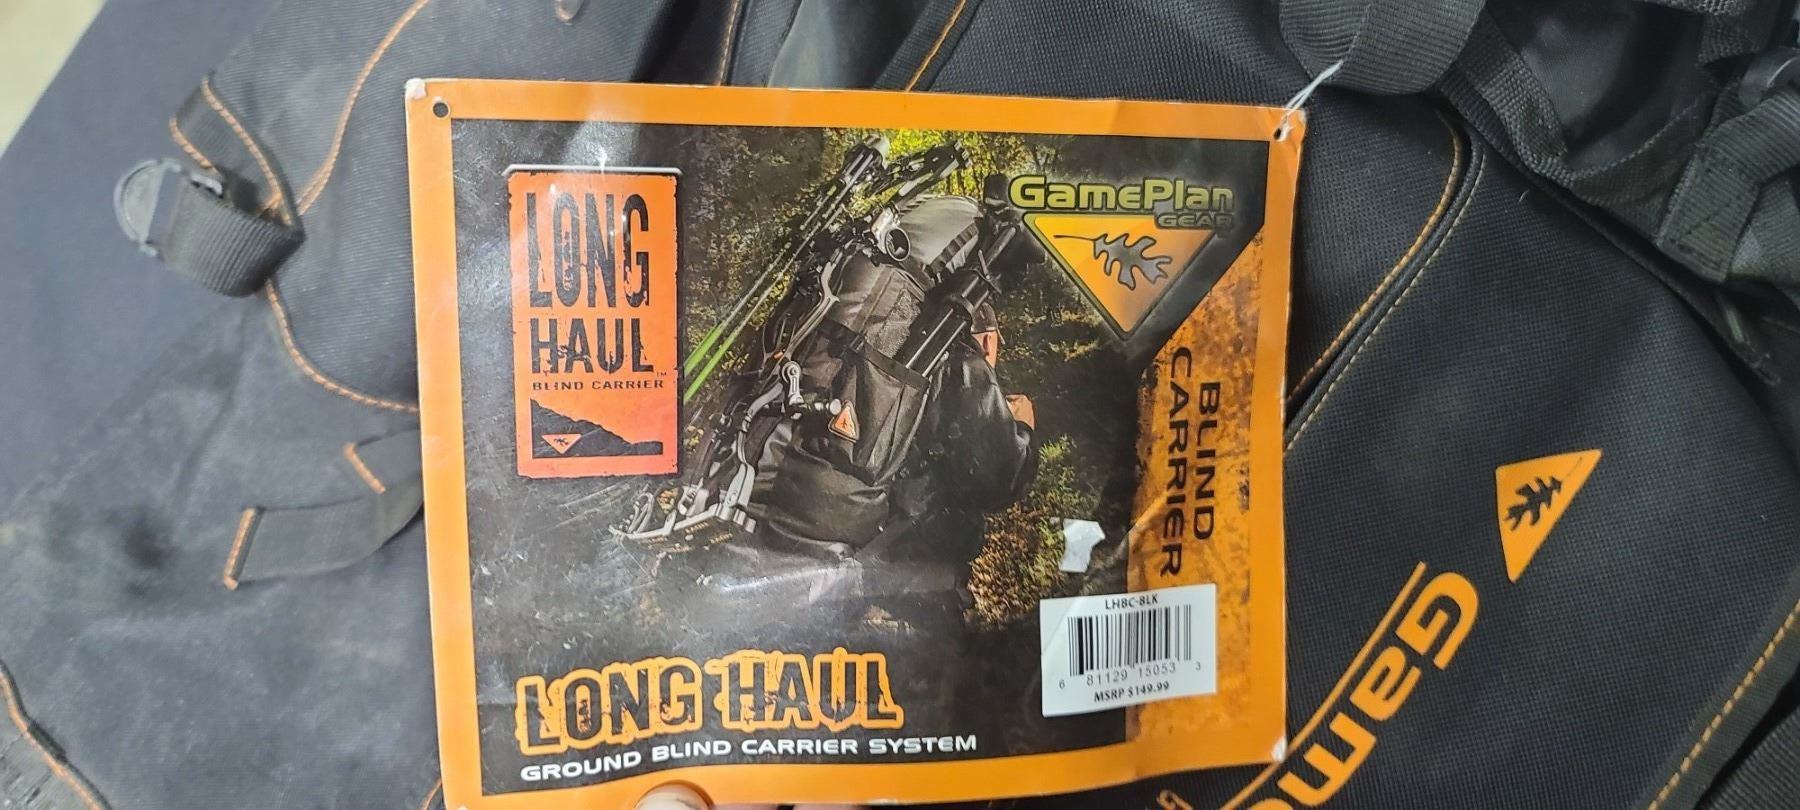 LONG
HAUL™
BLIND CARRIER
GamePlan
GEAR
BLIND
CARRIER
LHBC-BLK
6 81129 15053 3
MSRP $149.99
LONG HAUL
GROUND BLIND CARRIER SYSTEM
Game